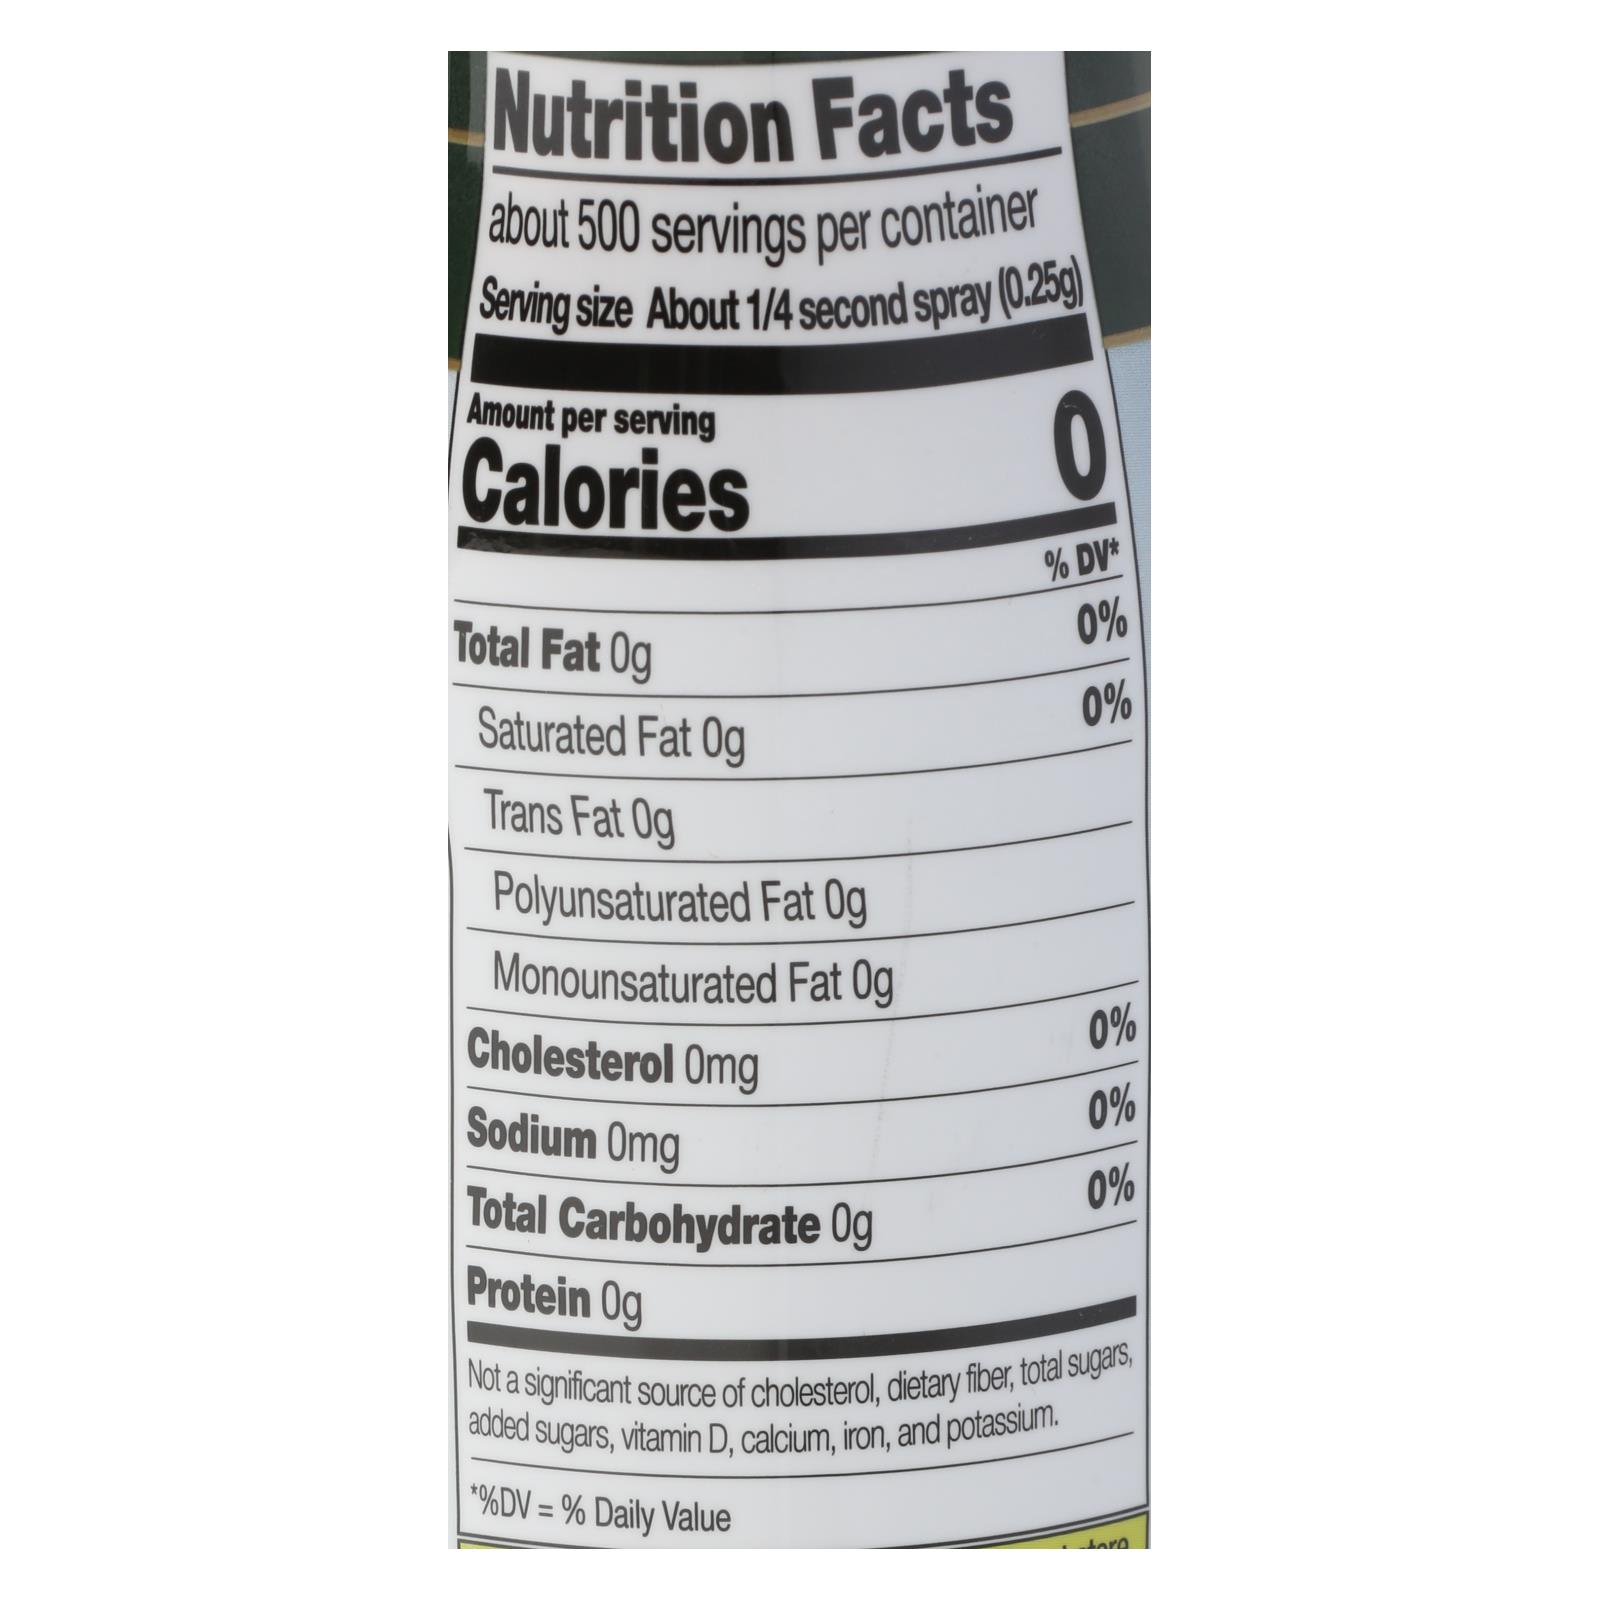 Nutrition Facts
about 500 servings per container
Serving size About 1/4 second spray (0.25g)
Amount per serving
Calories 0
% DV*
Total Fat 0g 0%
Saturated Fat 0g 0%
Trans Fat 0g
Polyunsaturated Fat 0g
Monounsaturated Fat 0g
Cholesterol 0mg 0%
Sodium 0mg 0%
Total Carbohydrate 0g 0%
Protein 0g
Not a significant source of cholesterol, dietary fiber, total sugars,
added sugars, vitamin D, calcium, iron, and potassium.
*%DV = % Daily Value